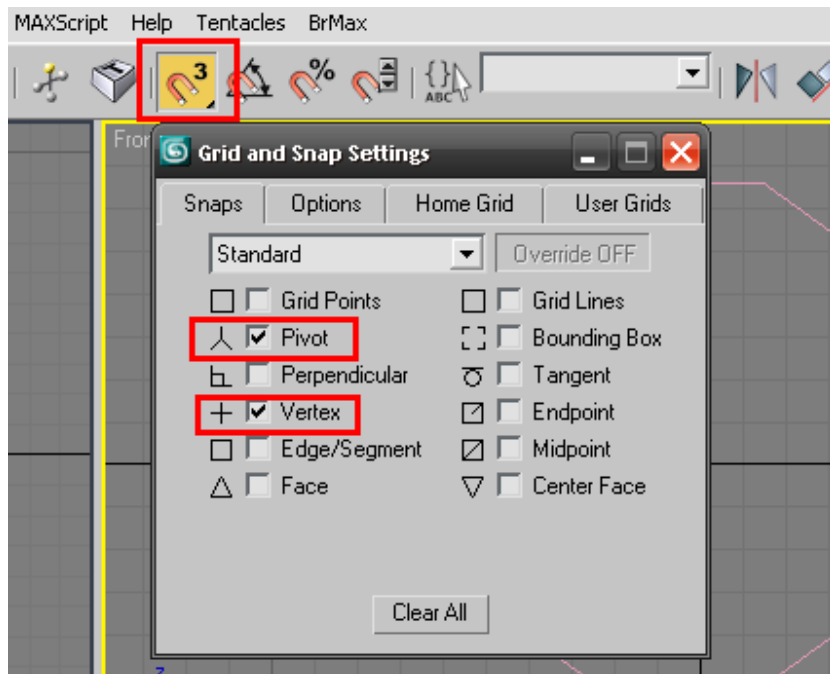 MAXScript Help Tentacles BrMax
3 % {} ABC
Fron
Grid and Snap Settings
Snaps Options Home Grid User Grids
Standard Override OFF
Grid Points Grid Lines
Pivot Bounding Box
Perpendicular Tangent
Vertex Endpoint
Edge/Segment Midpoint
Face Center Face
Clear All
z